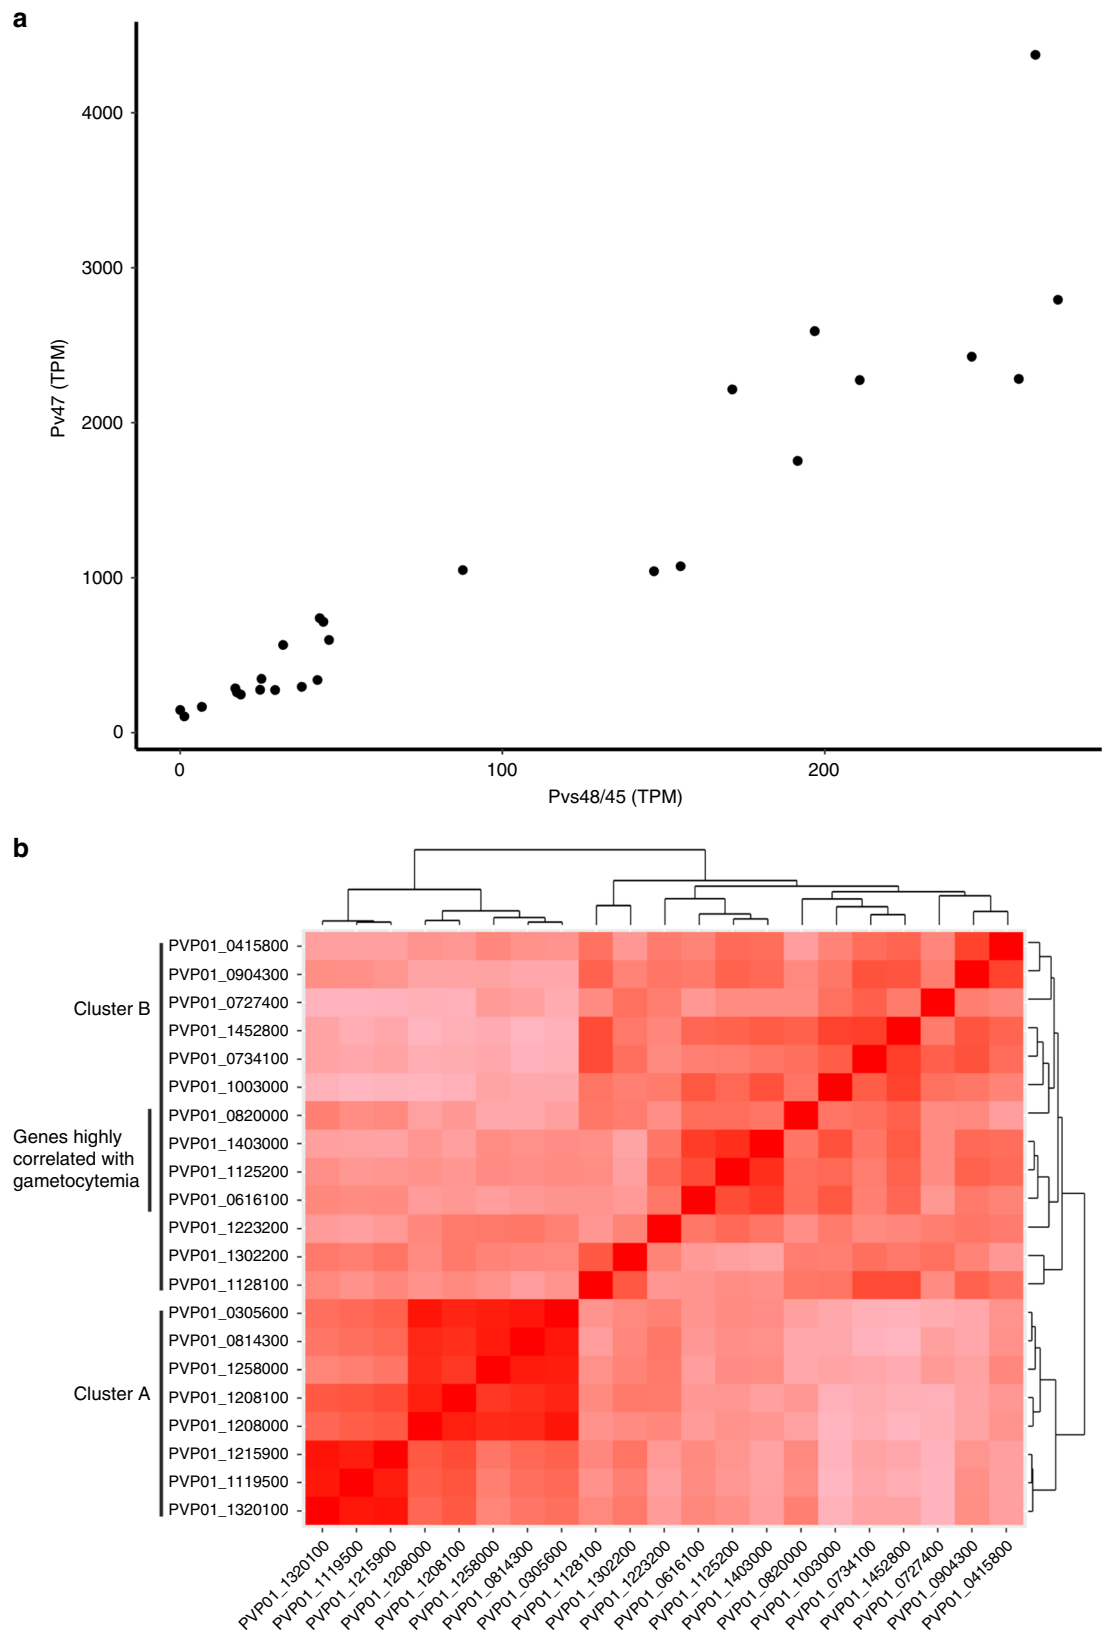 a
4000
3000
2000
1000
0
Pv47 (TPM)
0 100 200
Pvs48/45 (TPM)
b
PVP01_0415800
PVP01_0904300
PVP01_0727400
PVP01_1452800
PVP01_0734100
PVP01_1003000
PVP01_0820000
PVP01_1403000
PVP01_1125200
PVP01_0616100
PVP01_1223200
PVP01_1302200
PVP01_1128100
PVP01_0305600
PVP01_0814300
PVP01_1258000
PVP01_1208100
PVP01_1208000
PVP01_1215900
PVP01_1119500
PVP01_1320100
Cluster B
Genes highly
correlated with
gametocytemia
Cluster A
PVP01_1320100
PVP01_1119500
PVP01_1215900
PVP01_1208000
PVP01_1208100
PVP01_1258000
PVP01_0814300
PVP01_0305600
PVP01_1128100
PVP01_1302200
PVP01_1223200
PVP01_0616100
PVP01_1125200
PVP01_1403000
PVP01_0820000
PVP01_1003000
PVP01_0734100
PVP01_1452800
PVP01_0727400
PVP01_0904300
PVP01_0415800